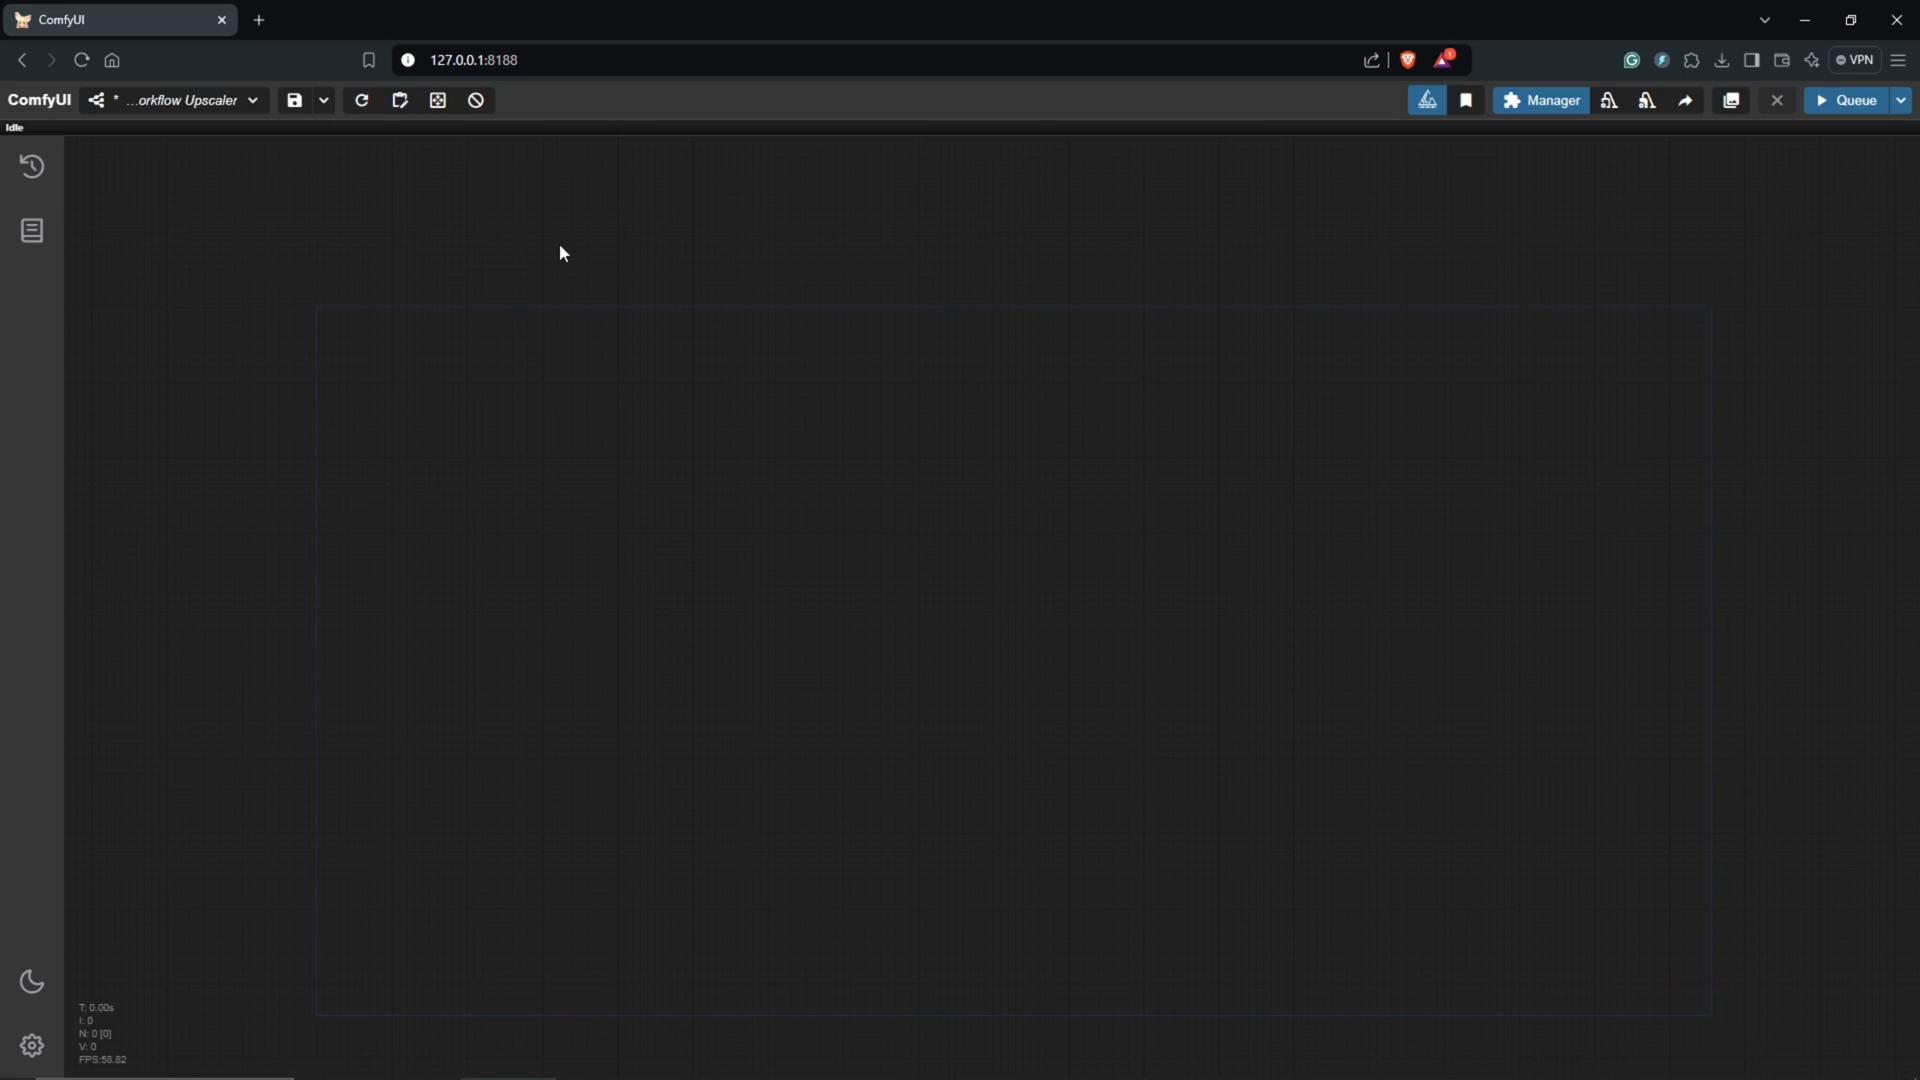 ComfyUI
127.0.0.1:8188
1
VPN
ComfyUI
* ...orkflow Upscaler
Manager
Queue
Idle
T: 0.00s
I: 0
N: 0 [0]
V: 0
FPS:58.82